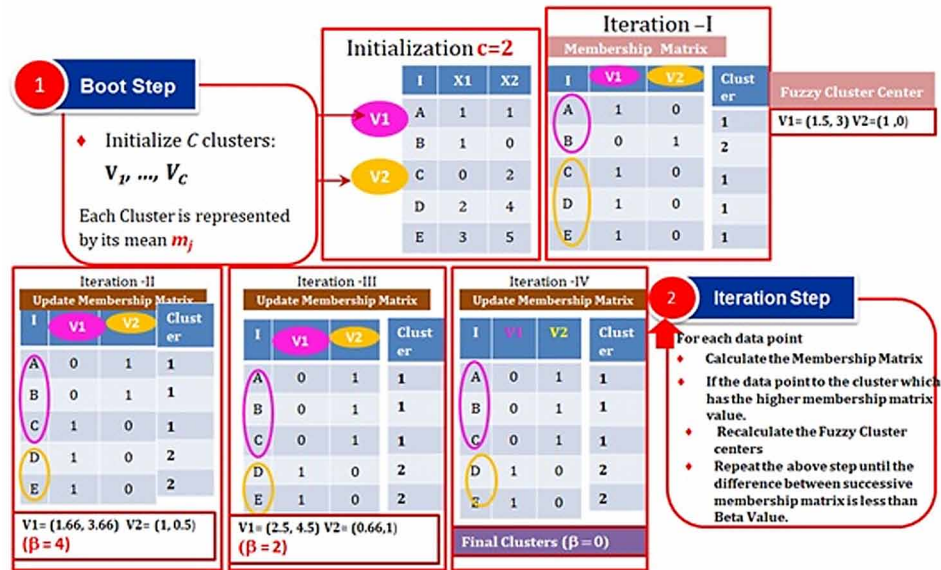 1 Boot Step
♦ Initialize C clusters:
V1, ..., VC
Each Cluster is represented
by its mean mj
Initialization c=2
I X1 X2
V1
A 1 1
B 1 0
V2
C 0 2
D 2 4
E 3 5
Iteration –I
Membership Matrix
I V1 V2 Clust
er
A 1 0 1
B 0 1 2
C 1 0 1
D 1 0 1
E 1 0 1
Fuzzy Cluster Center
V1= (1.5, 3) V2=(1 ,0)
Iteration -II
Update Membership Matrix
I V1 V2 Clust
er
A 0 1 1
B 0 1 1
C 1 0 1
D 1 0 2
E 1 0 2
V1= (1.66, 3.66) V2= (1, 0.5)
(β = 4)
Iteration -III
Update Membership Matrix
I V1 V2 Clust
er
A 0 1 1
B 0 1 1
C 0 1 1
D 1 0 2
E 1 0 2
V1= (2.5, 4.5) V2= (0.66,1)
(β = 2)
Iteration -IV
Update Membership Matrix
I V1 V2 Clust
er
A 0 1 1
B 0 1 1
C 0 1 1
D 1 0 2
E 1 0 2
Final Clusters (β = 0)
2 Iteration Step
For each data point
♦ Calculate the Membership Matrix
♦ If the data point to the cluster which
has the higher membership matrix
value.
♦ Recalculate the Fuzzy Cluster
centers
♦ Repeat the above step until the
difference between successive
membership matrix is less than
Beta Value.